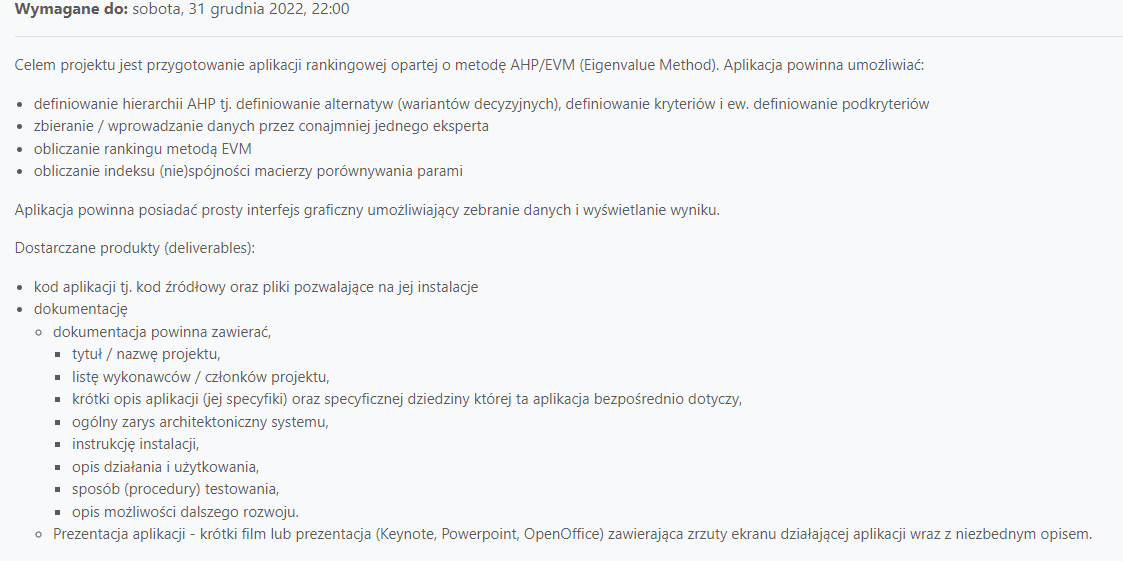 Wymagane do: sobota, 31 grudnia 2022, 22:00
Celem projektu jest przygotowanie aplikacji rankingowej opartej o metodę AHP/EVM (Eigenvalue Method). Aplikacja powinna umożliwiać:
• definiowanie hierarchii AHP tj. definiowanie alternatyw (wariantów decyzyjnych), definiowanie kryteriów i ew. definiowanie podkryteriów
• zbieranie / wprowadzanie danych przez conajmniej jednego eksperta
• obliczanie rankingu metodą EVM
• obliczanie indeksu (nie)spójności macierzy porównywania parami
Aplikacja powinna posiadać prosty interfejs graficzny umożliwiający zebranie danych i wyświetlanie wyniku.
Dostarczane produkty (deliverables):
• kod aplikacji tj. kod źródłowy oraz pliki pozwalające na jej instalacje
• dokumentację
◦ dokumentacja powinna zawierać,
▪ tytuł / nazwę projektu,
▪ listę wykonawców / członków projektu,
▪ krótki opis aplikacji (jej specyfiki) oraz specyficznej dziedziny której ta aplikacja bezpośrednio dotyczy,
▪ ogólny zarys architektoniczny systemu,
▪ instrukcję instalacji,
▪ opis działania i użytkowania,
▪ sposób (procedury) testowania,
▪ opis możliwości dalszego rozwoju.
◦ Prezentacja aplikacji - krótki film lub prezentacja (Keynote, Powerpoint, OpenOffice) zawierająca zrzuty ekranu działającej aplikacji wraz z niezbednym opisem.